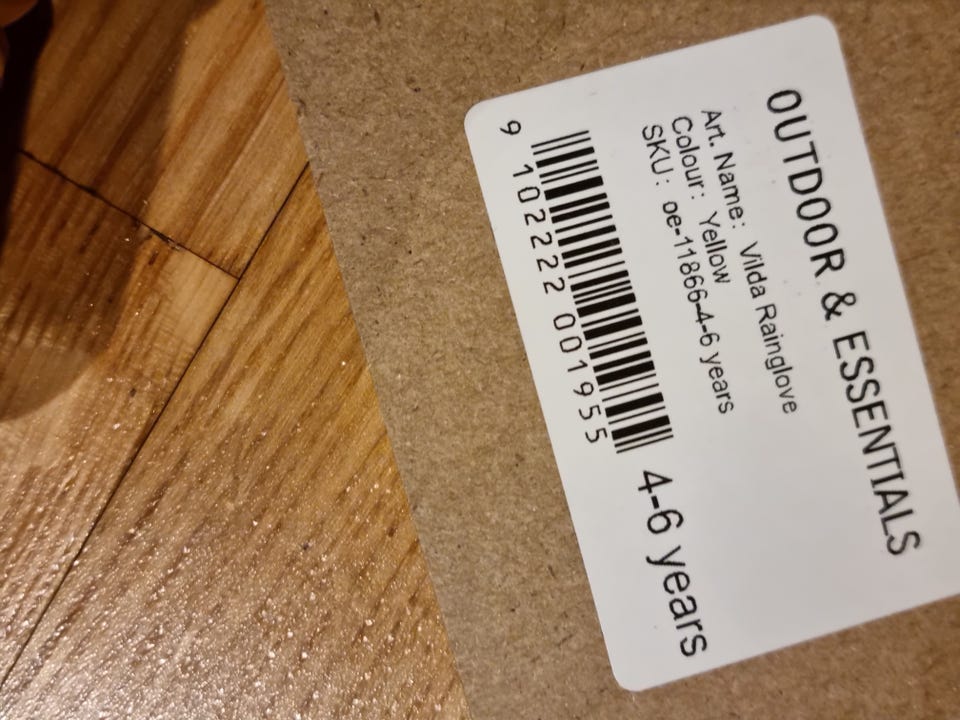 OUTDOOR & ESSENTIALS
Art. Name: Vilda Rainglove
Colour: Yellow
SKU: oe-11866-4-6 years
9 102222 001955
4-6 years